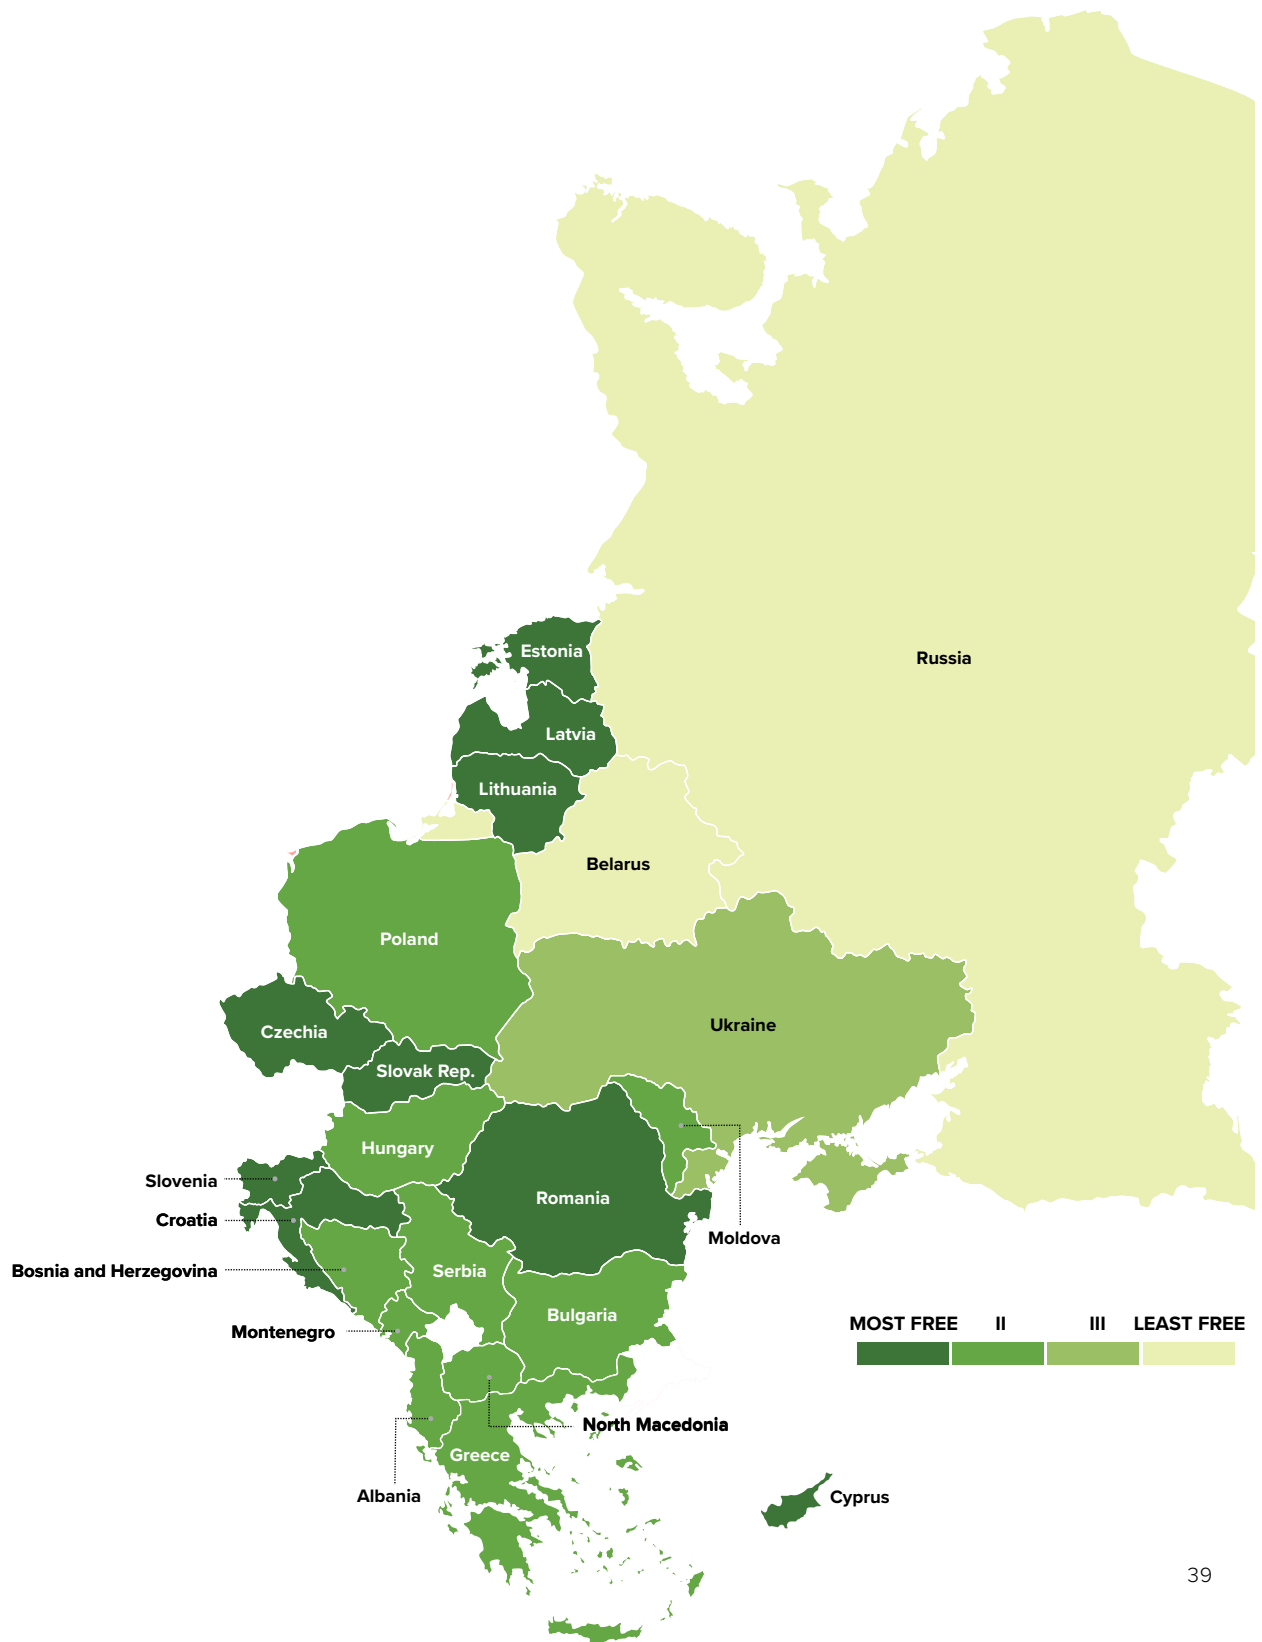 Estonia
Russia
Latvia
Lithuania
Belarus
Poland
Ukraine
Czechia
Slovak Rep.
Hungary
Slovenia
Romania
Croatia
Moldova
Bosnia and Herzegovina
Serbia
Bulgaria
MOST FREE II III LEAST FREE
Montenegro
North Macedonia
Greece
Albania
Cyprus
39